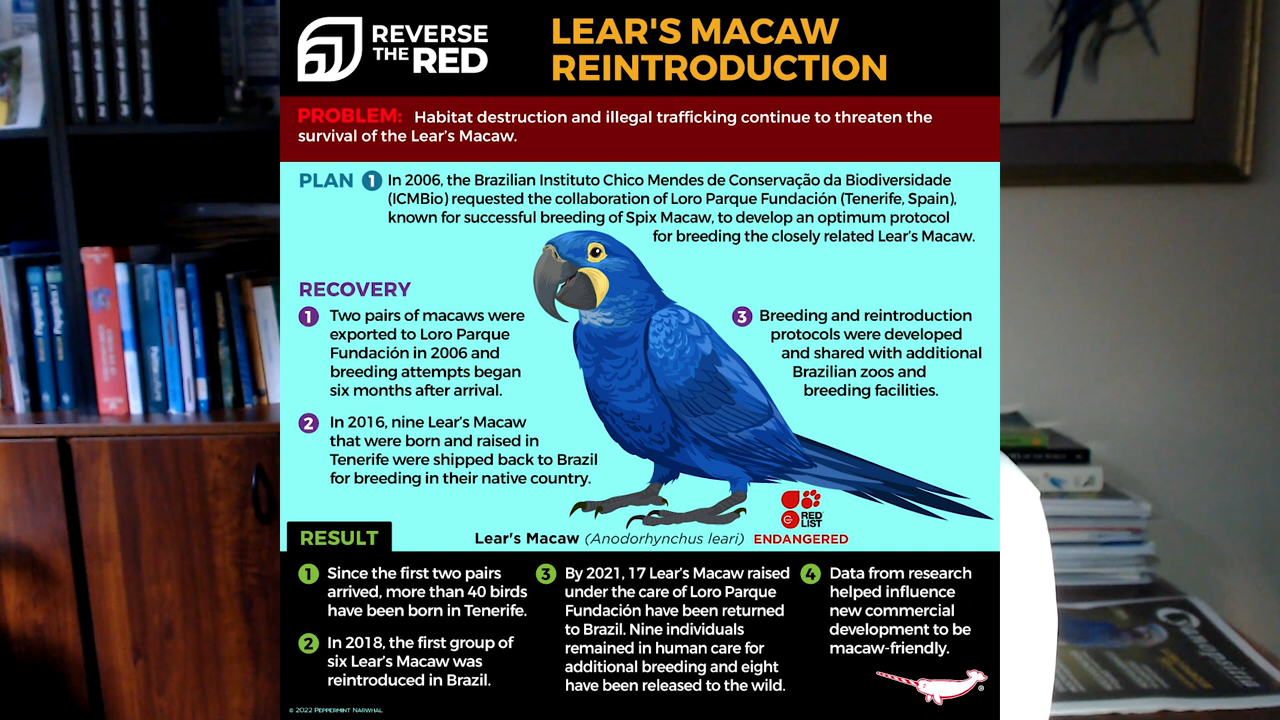 REVERSE
THE RED
LEAR'S MACAW
REINTRODUCTION
PROBLEM: Habitat destruction and illegal trafficking continue to threaten the
survival of the Lear's Macaw.
PLAN 1 In 2006, the Brazilian Instituto Chico Mendes de Conservação da Biodiversidade
(ICMBio) requested the collaboration of Loro Parque Fundación (Tenerife, Spain),
known for successful breeding of Spix Macaw, to develop an optimum protocol
for breeding the closely related Lear's Macaw.
RECOVERY
1 Two pairs of macaws were
exported to Loro Parque
Fundación in 2006 and
breeding attempts began
six months after arrival.
2 In 2016, nine Lear's Macaw
that were born and raised in
Tenerife were shipped back to Brazil
for breeding in their native country.
3 Breeding and reintroduction
protocols were developed
and shared with additional
Brazilian zoos and
breeding facilities.
RED
LIST
Lear's Macaw (Anodorhynchus leari) ENDANGERED
RESULT
1 Since the first two pairs
arrived, more than 40 birds
have been born in Tenerife.
2 In 2018, the first group of
six Lear's Macaw was
reintroduced in Brazil.
3 By 2021, 17 Lear's Macaw raised
under the care of Loro Parque
Fundación have been returned
to Brazil. Nine individuals
remained in human care for
additional breeding and eight
have been released to the wild.
4 Data from research
helped influence
new commercial
development to be
macaw-friendly.
®
© 2022 Peppermint Narwhal